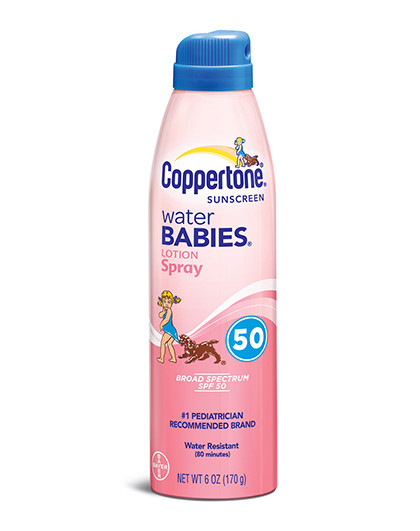 Coppertone®
SUNSCREEN
water
BABIES®
LOTION
Spray
50
BROAD SPECTRUM
SPF 50
#1 PEDIATRICIAN
RECOMMENDED BRAND
Water Resistant
(80 minutes)
BAYER
NET WT 6 OZ (170 g)